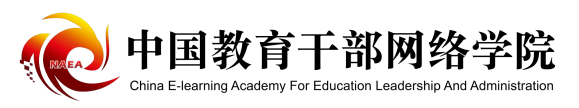 NAEA
中国教育干部网络学院
China E-learning Academy For Education Leadership And Administration